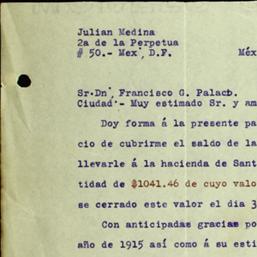 Julian Medina
2a de la Perpetua
# 50.- Mex, D.F. Méx
Sr.Dn, Francisco G. Palacb.
Ciudad - Muy estimado Sr. y am
Doy forma á la presente pa
cio de cubrirme el saldo de la
llevarle á la hacienda de Sant
tidad de $1041.46 de cuyo valo
se cerrado este valor el dia 3
Con anticipadas gracias po
año de 1915 así como á su esti